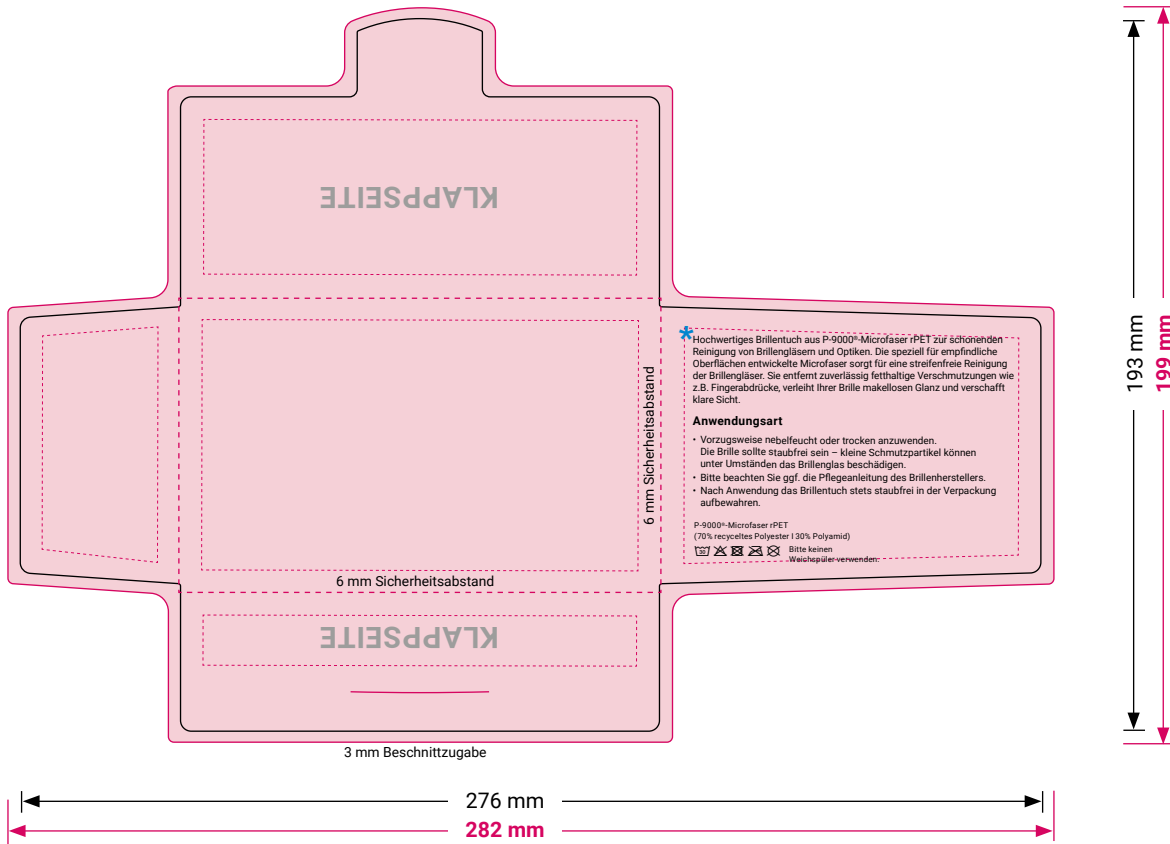 KLAPPSEITE
193 mm
199 mm
*
Hochwertiges Brillentuch aus P-9000®-Microfaser rPET zur schonenden
Reinigung von Brillengläsern und Optiken. Die speziell für empfindliche
Oberflächen entwickelte Microfaser sorgt für eine streifenfreie Reinigung
der Brillengläser. Sie entfernt zuverlässig fetthaltige Verschmutzungen wie
z.B. Fingerabdrücke, verleiht Ihrer Brille makellosen Glanz und verschafft
klare Sicht.
Anwendungsart
• Vorzugsweise nebelfeucht oder trocken anzuwenden.
Die Brille sollte staubfrei sein – kleine Schmutzpartikel können
unter Umständen das Brillenglas beschädigen.
• Bitte beachten Sie ggf. die Pflegeanleitung des Brillenherstellers.
• Nach Anwendung das Brillentuch stets staubfrei in der Verpackung
aufbewahren.
P-9000®-Microfaser rPET
(70% recyceltes Polyester I 30% Polyamid)
30
Bitte keinen
Weichspüler verwenden.
6 mm Sicherheitsabstand
6 mm Sicherheitsabstand
KLAPPSEITE
3 mm Beschnittzugabe
276 mm
282 mm